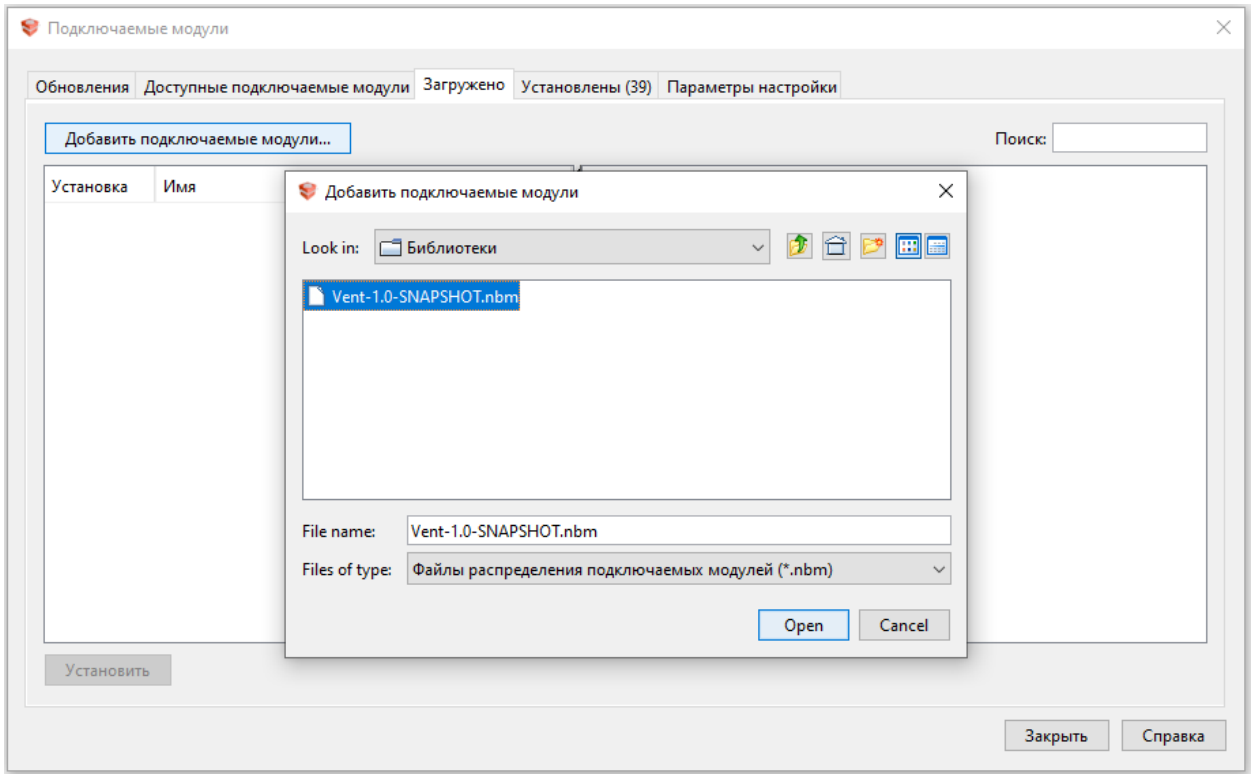 Подключаемые модули
Обновления Доступные подключаемые модули Загружено Установлены (39) Параметры настройки
Добавить подключаемые модули... Поиск:
Установка Имя
Добавить подключаемые модули
Look in: Библиотеки
Vent-1.0-SNAPSHOT.nbm
File name: Vent-1.0-SNAPSHOT.nbm
Files of type: Файлы распределения подключаемых модулей (*.nbm)
Open Cancel
Установить
Закрыть Справка